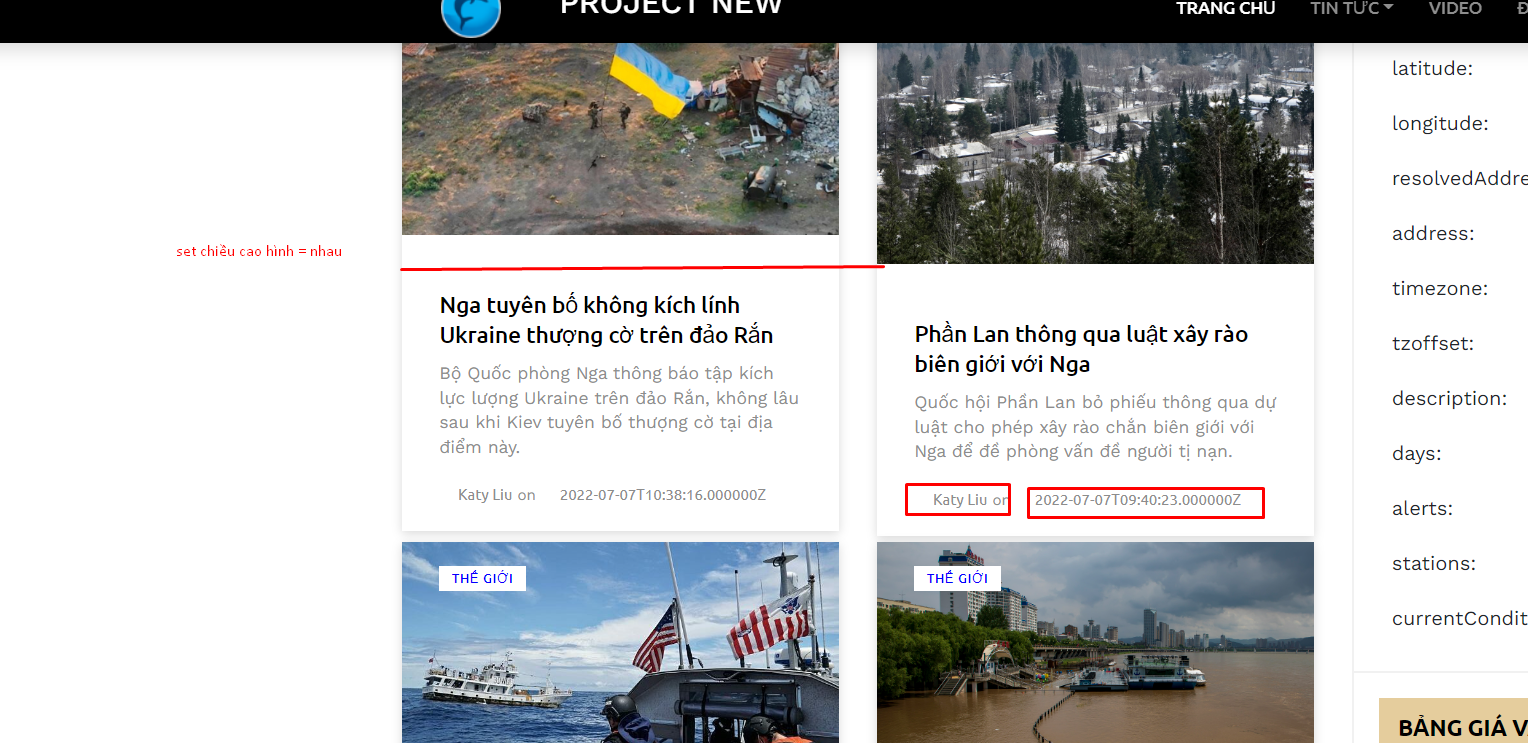 PROJECT NEW
TRANG CHỦ TIN TỨC VIDEO
latitude:
longitude:
resolvedAddre
address:
timezone:
tzoffset:
description:
days:
alerts:
stations:
currentCondit
BẢNG GIÁ V
set chiều cao hình = nhau
Nga tuyên bố không kích lính
Ukraine thượng cờ trên đảo Rắn
Bộ Quốc phòng Nga thông báo tập kích
lực lượng Ukraine trên đảo Rắn, không lâu
sau khi Kiev tuyên bố thượng cờ tại địa
điểm này.
Katy Liu on 2022-07-07T10:38:16.000000Z
Phần Lan thông qua luật xây rào
biên giới với Nga
Quốc hội Phần Lan bỏ phiếu thông qua dự
luật cho phép xây rào chắn biên giới với
Nga để đề phòng vấn đề người tị nạn.
Katy Liu on 2022-07-07T09:40:23.000000Z
THẾ GIỚI
THẾ GIỚI